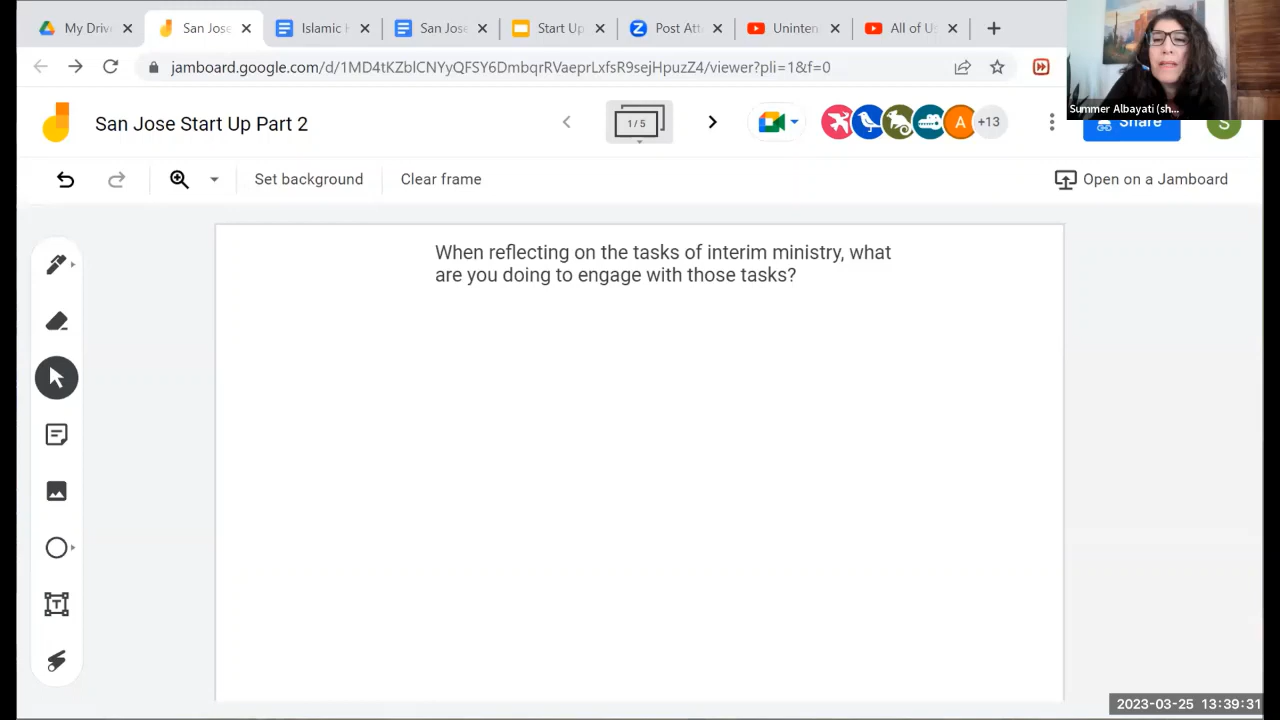 My Driv
San Jose
Islamic H
San Jos
Start Up
Post Att
Uninten
All of U
jamboard.google.com/d/
/viewer?pli=1&f=0
Summer Albayati (sh...
San Jose Start Up Part 2
1 / 5
A
+13
Share
S
Set background
Clear frame
Open on a Jamboard
When reflecting on the tasks of interim ministry, what
are you doing to engage with those tasks?
T
2023-03-25 13:39:31